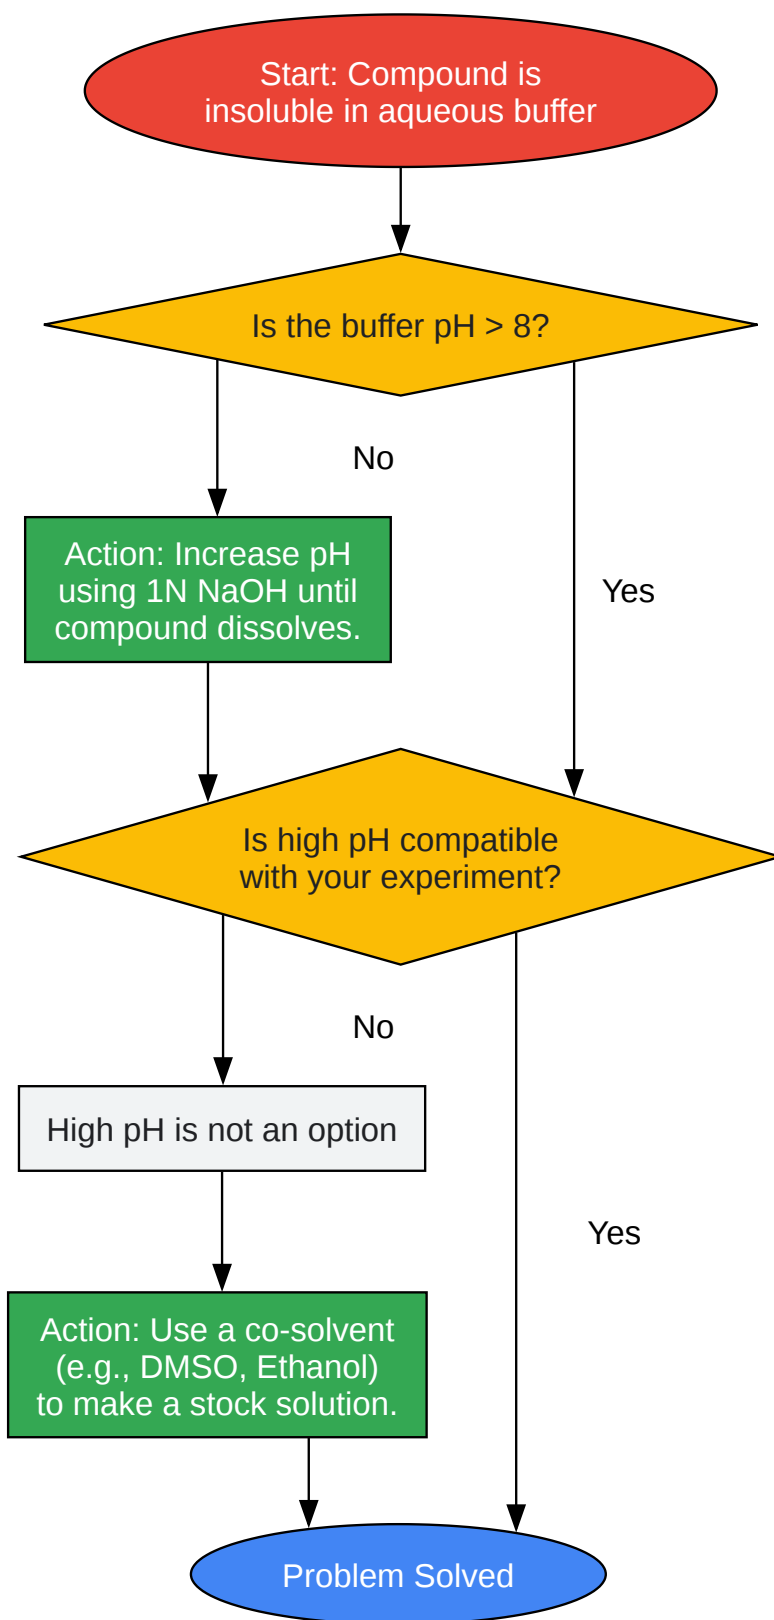 Start: Compound is
insoluble in aqueous buffer
Is the buffer pH > 8?
No
Action: Increase pH
using 1N NaOH until
compound dissolves.
Yes
Is high pH compatible
with your experiment?
No
High pH is not an option
Yes
Action: Use a co-solvent
(e.g., DMSO, Ethanol)
to make a stock solution.
Problem Solved